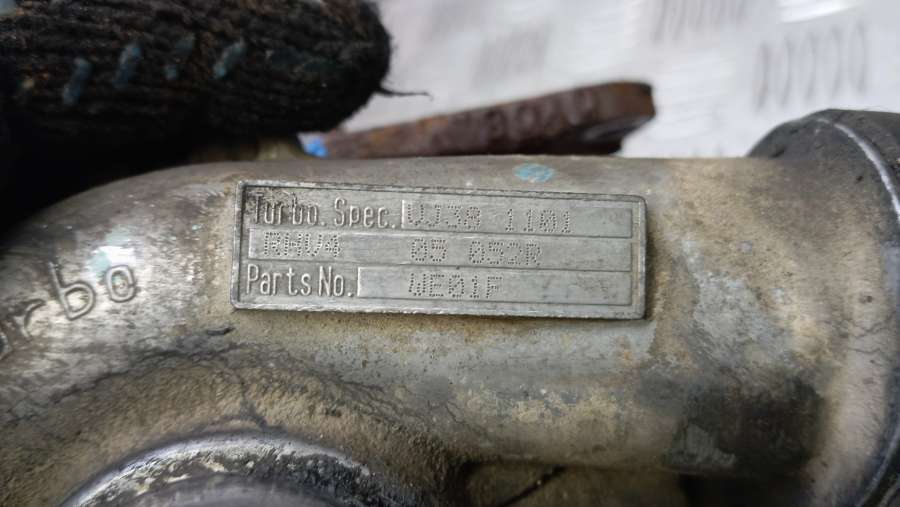 Turbo. Spec. VJ38 1101
RHV4 05 052R
Parts No. WE01F